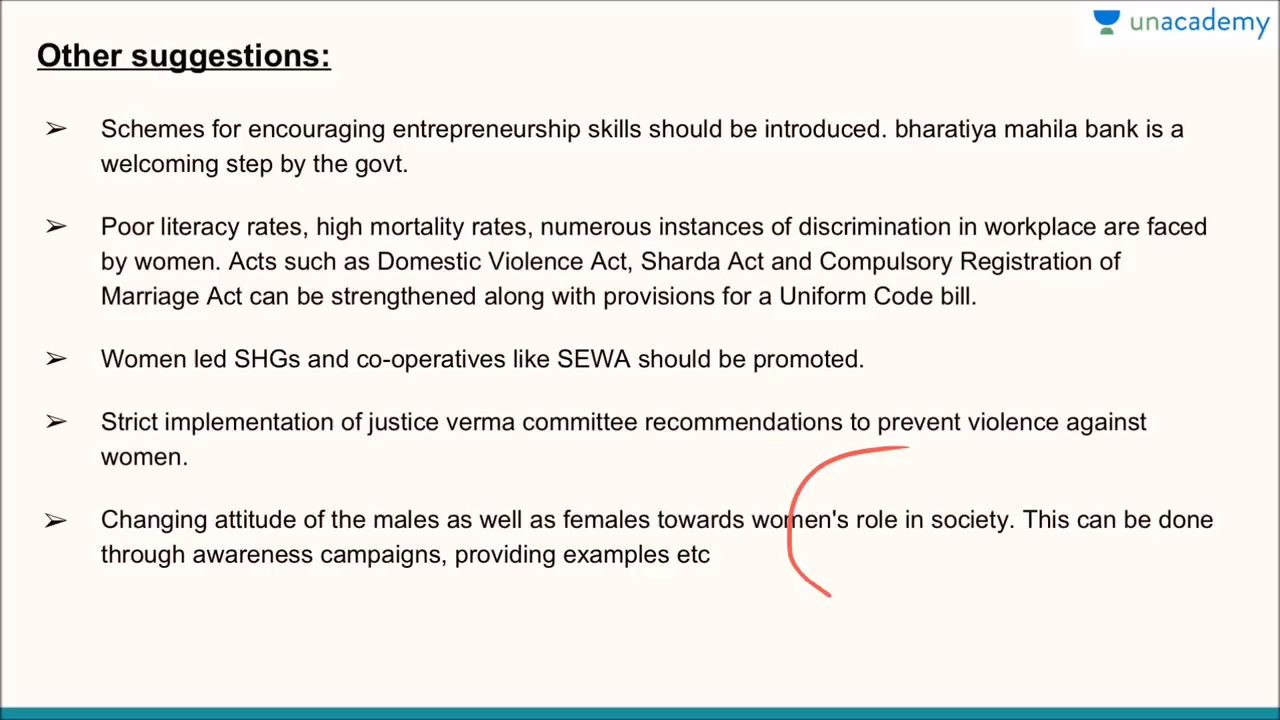 unacademy
Other suggestions:
➢ Schemes for encouraging entrepreneurship skills should be introduced. bharatiya mahila bank is a
welcoming step by the govt.
➢ Poor literacy rates, high mortality rates, numerous instances of discrimination in workplace are faced
by women. Acts such as Domestic Violence Act, Sharda Act and Compulsory Registration of
Marriage Act can be strengthened along with provisions for a Uniform Code bill.
➢ Women led SHGs and co-operatives like SEWA should be promoted.
➢ Strict implementation of justice verma committee recommendations to prevent violence against
women.
➢ Changing attitude of the males as well as females towards women's role in society. This can be done
through awareness campaigns, providing examples etc